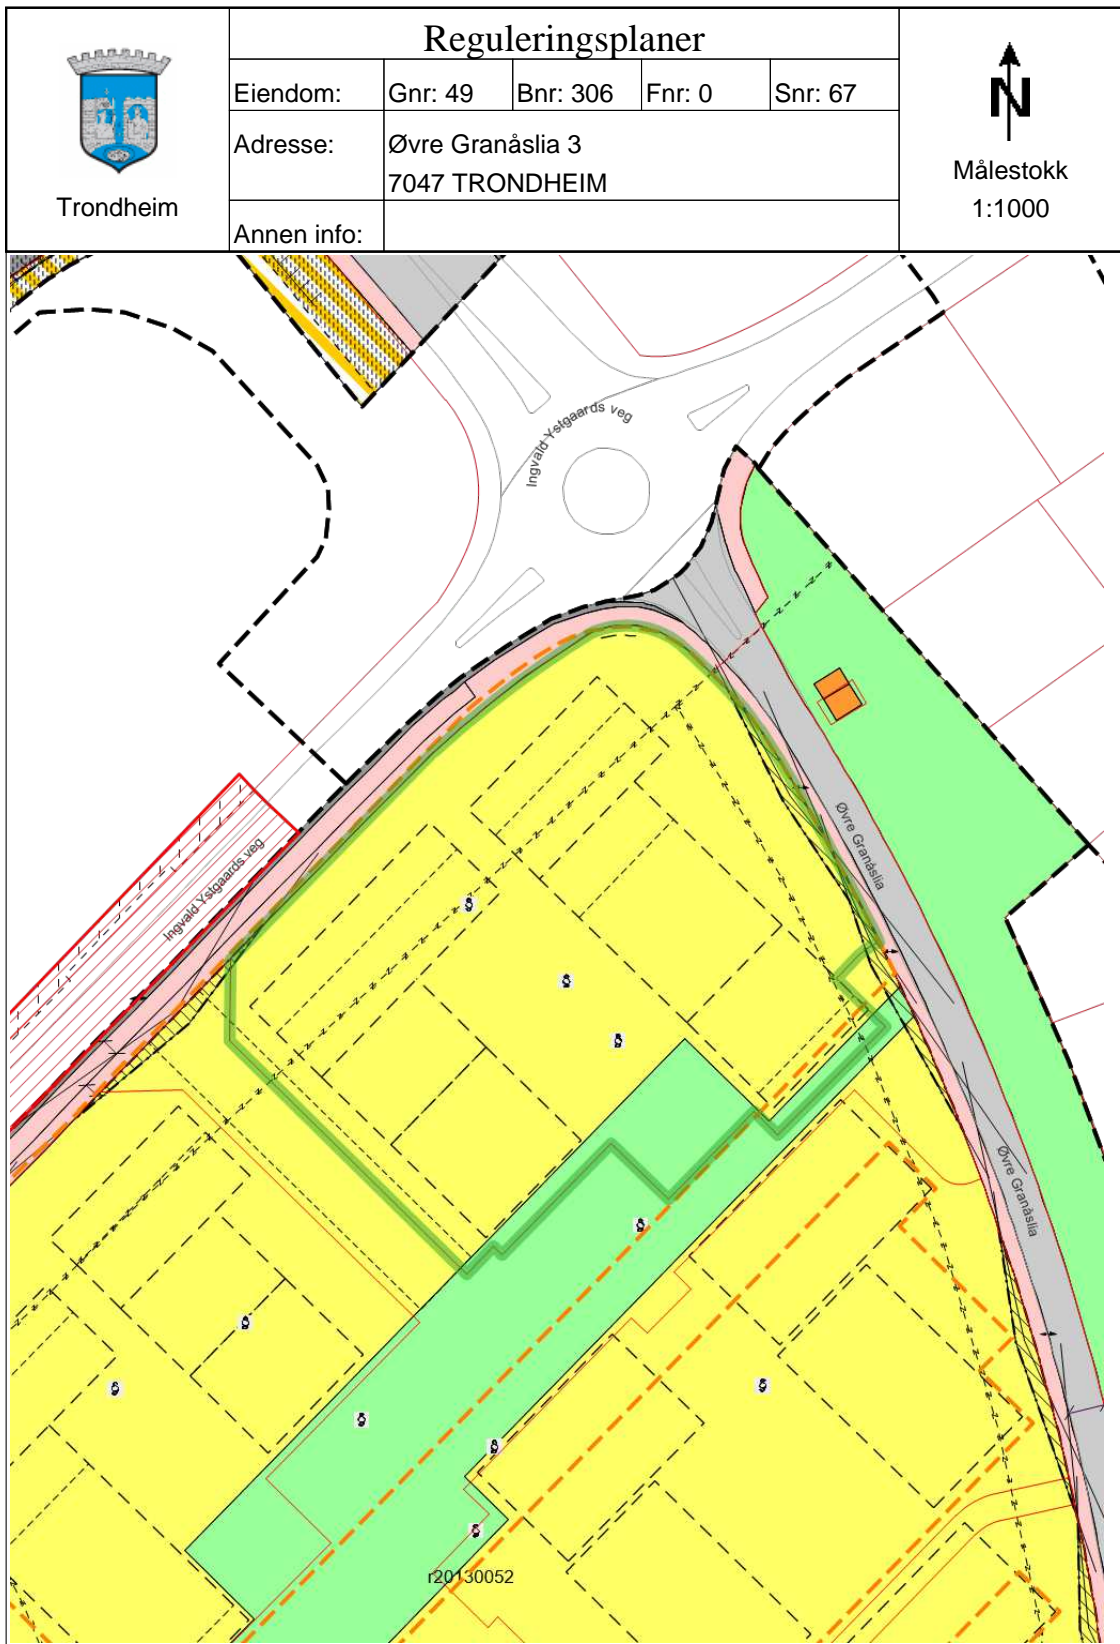 Reguleringsplaner
Eiendom: Gnr: 49 Bnr: 306 Fnr: 0 Snr: 67
Adresse: Øvre Granåslia 3
7047 TRONDHEIM
Annen info:
Trondheim
N
Målestokk
1:1000
Ingvald Ystgaards veg
Ingvald Ystgaards veg
Øvre Granåslia
Øvre Granåslia
r20130052